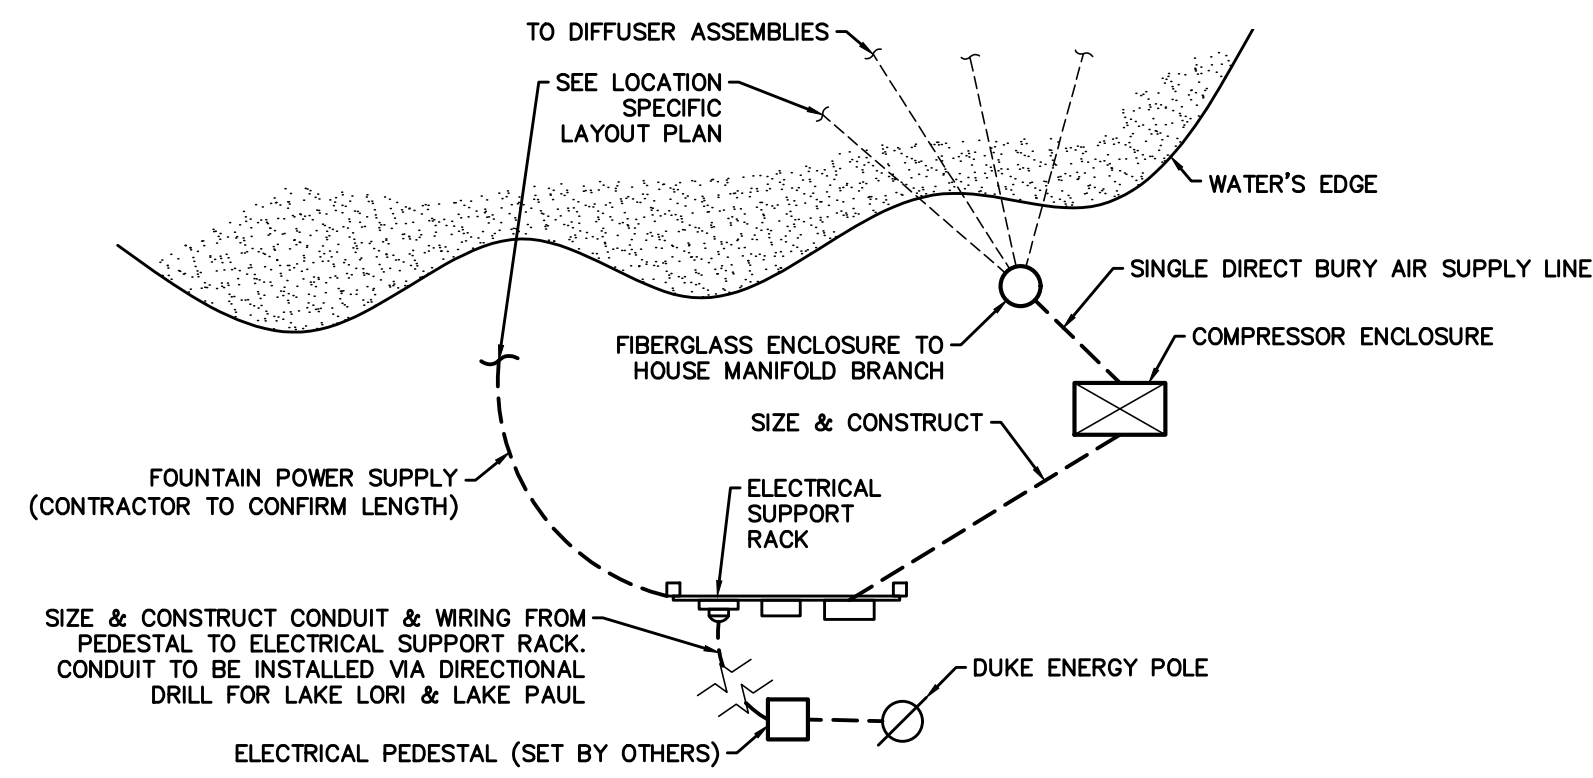 TO DIFFUSER ASSEMBLIES
SEE LOCATION
SPECIFIC
LAYOUT PLAN
WATER'S EDGE
SINGLE DIRECT BURY AIR SUPPLY LINE
COMPRESSOR ENCLOSURE
FIBERGLASS ENCLOSURE TO
HOUSE MANIFOLD BRANCH
SIZE & CONSTRUCT
FOUNTAIN POWER SUPPLY
(CONTRACTOR TO CONFIRM LENGTH)
ELECTRICAL
SUPPORT
RACK
SIZE & CONSTRUCT CONDUIT & WIRING FROM
PEDESTAL TO ELECTRICAL SUPPORT RACK.
CONDUIT TO BE INSTALLED VIA DIRECTIONAL
DRILL FOR LAKE LORI & LAKE PAUL
DUKE ENERGY POLE
ELECTRICAL PEDESTAL (SET BY OTHERS)